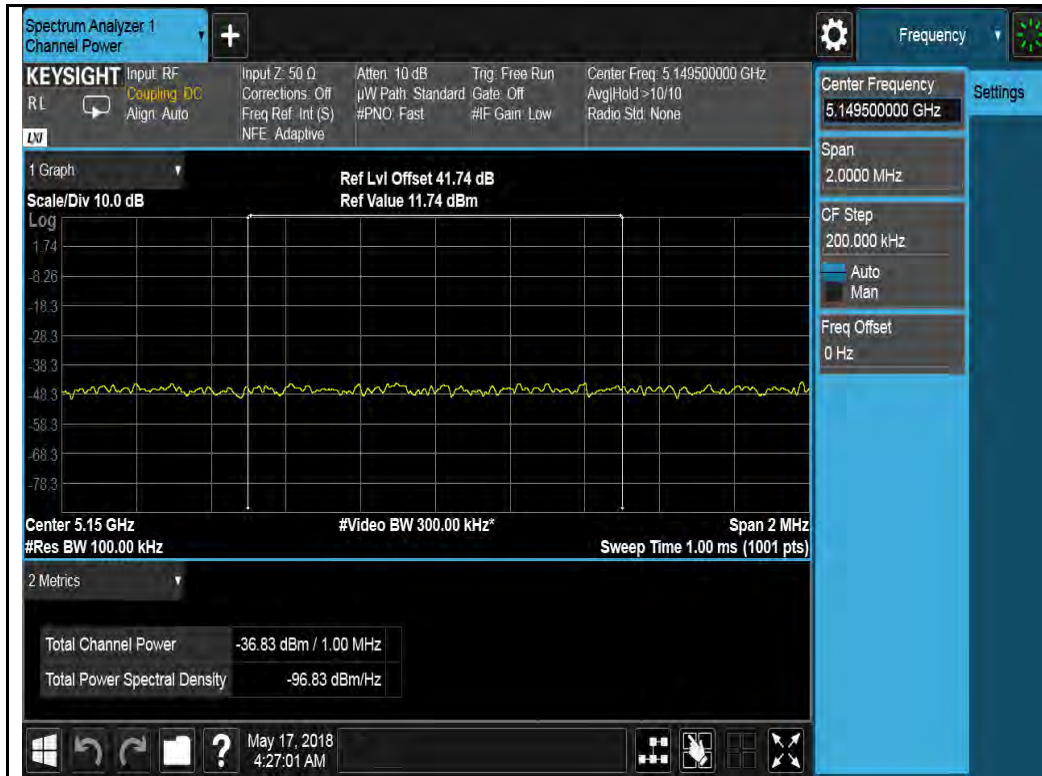 Spectrum Analyzer 1
Channel Power
+
Frequency
KEYSIGHT
RL
LXI
Input: RF
Coupling: DC
Align: Auto
Input Z: 50 Ω
Corrections: Off
Freq Ref: Int (S)
NFE: Adaptive
Atten: 10 dB
µW Path: Standard
#PNO: Fast
Trig: Free Run
Gate: Off
#IF Gain: Low
Center Freq: 5.149500000 GHz
Avg|Hold >10/10
Radio Std: None
Center Frequency
5.149500000 GHz
Settings
Span
2.0000 MHz
CF Step
200.000 kHz
Auto
Man
Freq Offset
0 Hz
1 Graph
Scale/Div 10.0 dB
Ref Lvl Offset 41.74 dB
Ref Value 11.74 dBm
Log
1.74
-8.26
-18.3
-28.3
-38.3
-48.3
-58.3
-68.3
-78.3
Center 5.15 GHz
#Video BW 300.00 kHz*
Span 2 MHz
#Res BW 100.00 kHz
Sweep Time 1.00 ms (1001 pts)
2 Metrics
Total Channel Power -36.83 dBm / 1.00 MHz
Total Power Spectral Density -96.83 dBm/Hz
?
May 17, 2018
4:27:01 AM